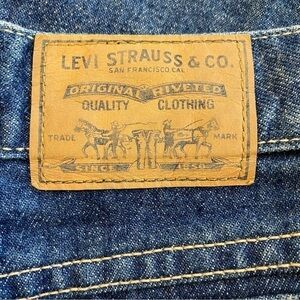 LEVI STRAUSS & CO.
SAN FRANCISCO, CAL
ORIGINAL RIVETED
QUALITY CLOTHING
TRADE MARK
SINCE 1850